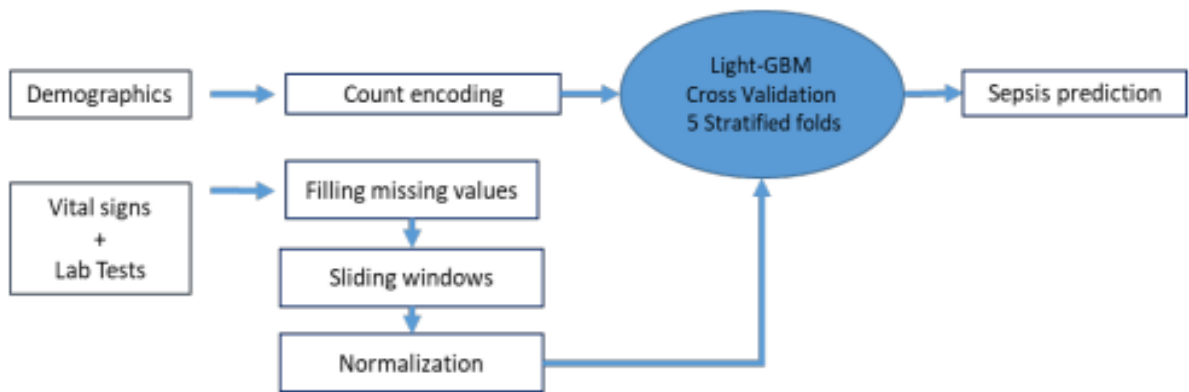 Demographics
Count encoding
Light-GBM
Cross Validation
5 Stratified folds
Sepsis prediction
Vital signs
+
Lab Tests
Filling missing values
Sliding windows
Normalization